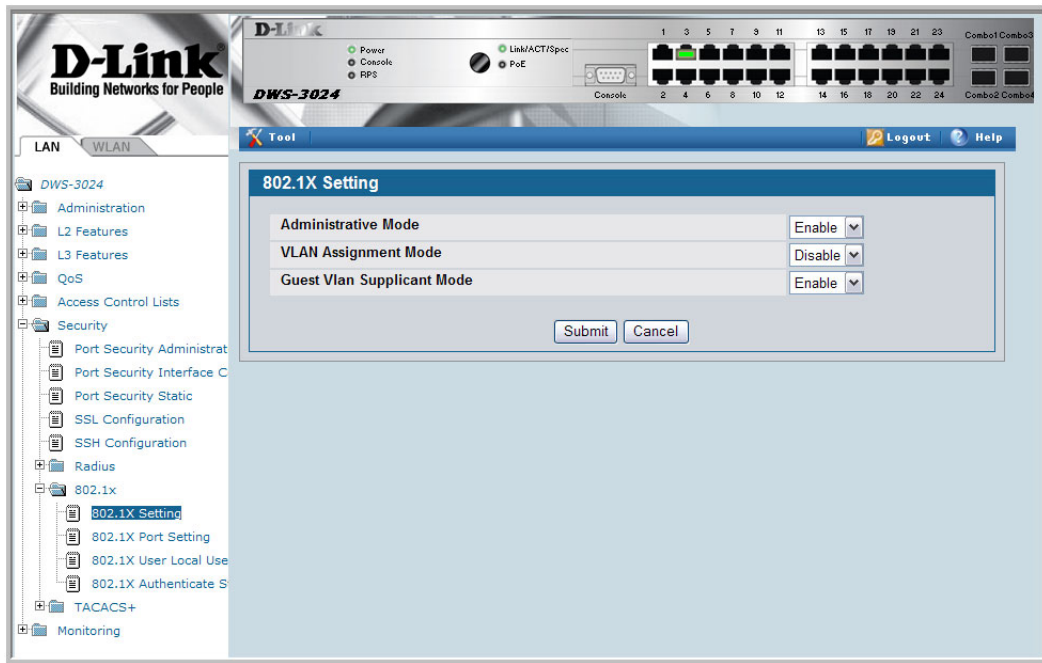 D-Link
Building Networks for People
D-Link
Power
Console
RPS
Link/ACT/Spec
PoE
DWS-3024
Console
1 3 5 7 9 11
13 15 17 19 21 23
2 4 6 8 10 12
14 16 18 20 22 24
Combo1 Combo3
Combo2 Combo4
LAN
WLAN
Tool
Logout
Help
DWS-3024
Administration
L2 Features
L3 Features
QoS
Access Control Lists
Security
Port Security Administrat
Port Security Interface C
Port Security Static
SSL Configuration
SSH Configuration
Radius
802.1x
802.1X Setting
802.1X Port Setting
802.1X User Local Use
802.1X Authenticate S
TACACS+
Monitoring
802.1X Setting
Administrative Mode
Enable
VLAN Assignment Mode
Disable
Guest Vlan Supplicant Mode
Enable
Submit
Cancel